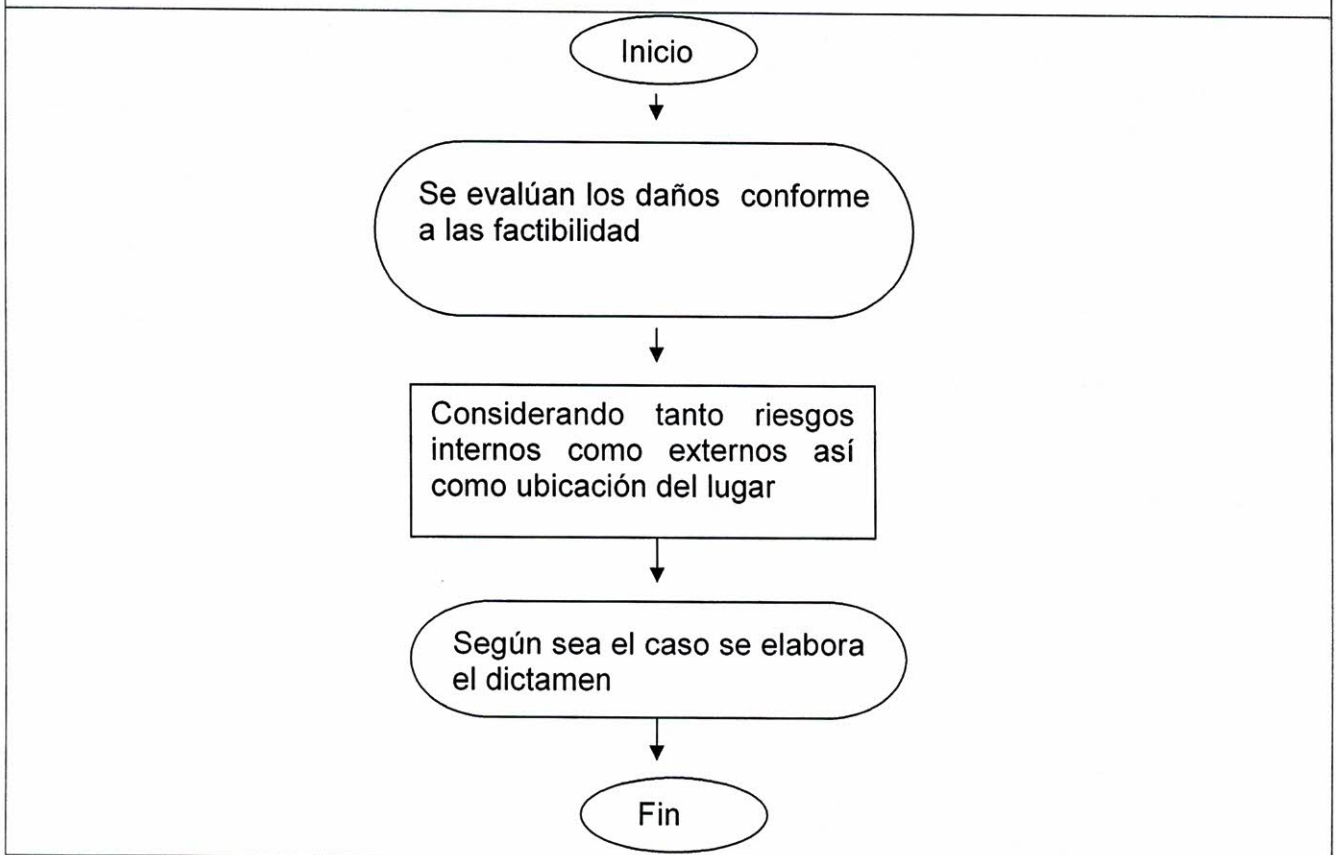 Inicio
Se evalúan los daños conforme
a las factibilidad
Considerando tanto riesgos
internos como externos así
como ubicación del lugar
Según sea el caso se elabora
el dictamen
Fin